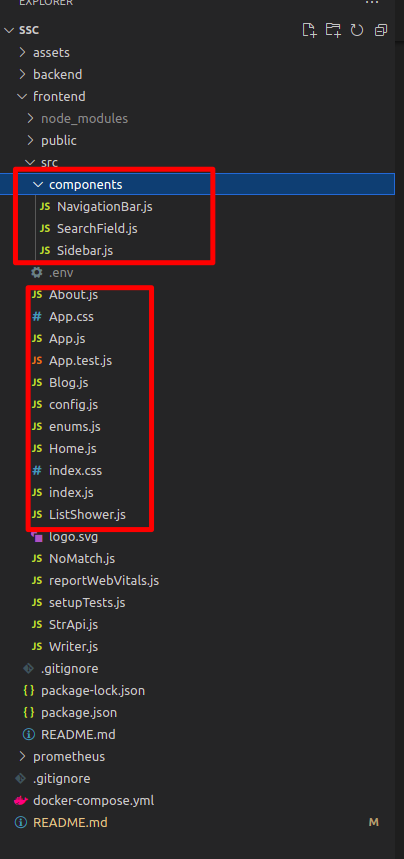 EXPLORER
SSC
assets
backend
frontend
node_modules
public
src
components
JS NavigationBar.js
JS SearchField.js
JS Sidebar.js
.env
JS About.js
# App.css
JS App.js
JS App.test.js
JS Blog.js
JS config.js
JS enums.js
JS Home.js
# index.css
JS index.js
JS ListShower.js
logo.svg
JS NoMatch.js
JS reportWebVitals.js
JS setupTests.js
JS StrApi.js
JS Writer.js
.gitignore
{} package-lock.json
{} package.json
README.md
prometheus
.gitignore
docker-compose.yml
README.md M